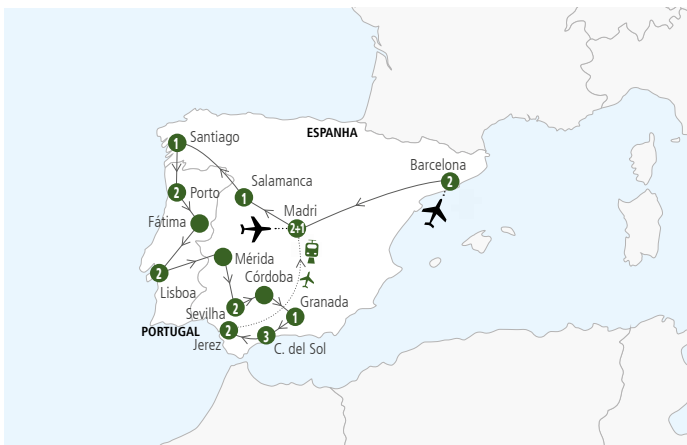 ESPANHA
Santiago
1
Barcelona
2
Salamanca
1
Porto
2
Madri
2+1
Fátima
Mérida
Córdoba
Lisboa
2
Granada
1
Sevilha
2
PORTUGAL
Jerez
2
C. del Sol
3